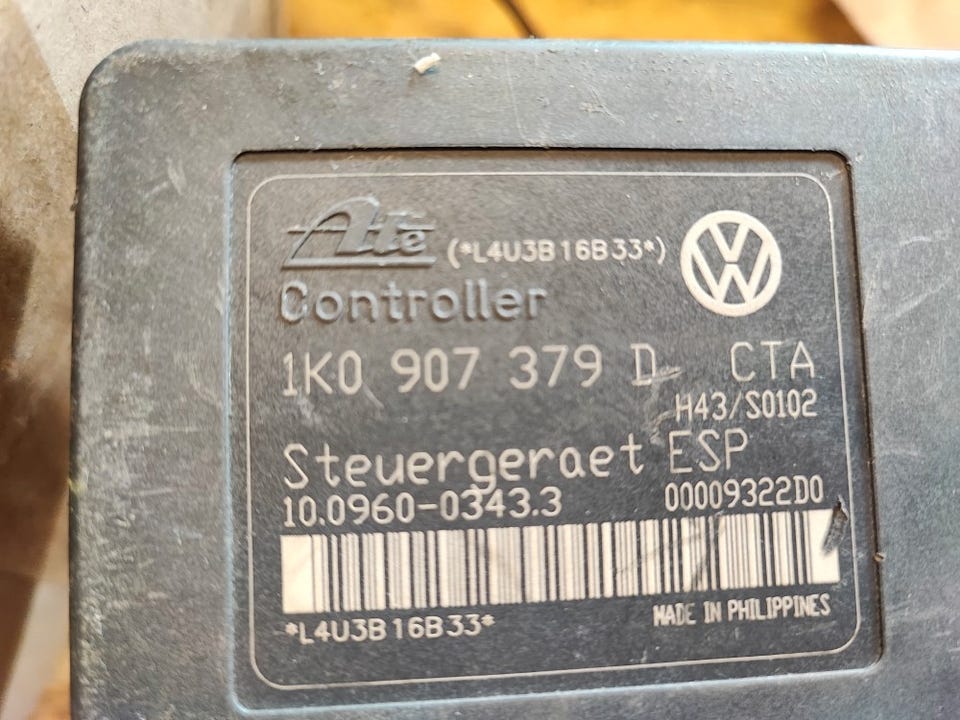 Ate (*L4U3B16B33*)
Controller
1K0 907 379 D CTA
H43/S0102
Steuergeraet ESP
10.0960-0343.3 00009322D0
*L4U3B16B33* MADE IN PHILIPPINES